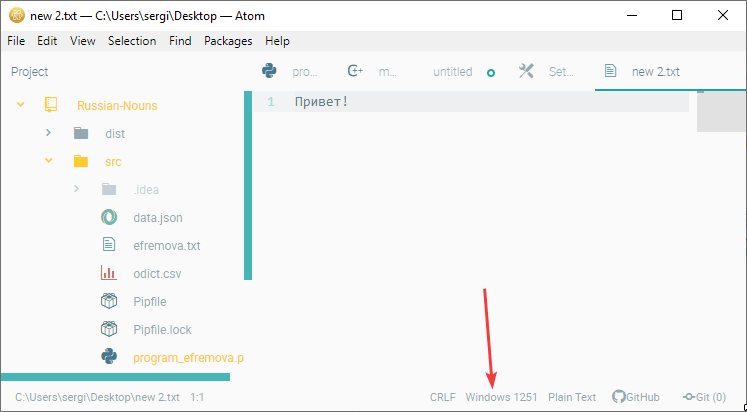 new 2.txt — C:\Users\sergi\Desktop — Atom
File Edit View Selection Find Packages Help
Project
pro... m... untitled Set... new 2.txt
1 Привет!
Russian-Nouns
dist
src
.idea
data.json
efremova.txt
odict.csv
Pipfile
Pipfile.lock
program_efremova.p
C:\Users\sergi\Desktop\new 2.txt 1:1 CRLF Windows 1251 Plain Text GitHub Git (0)